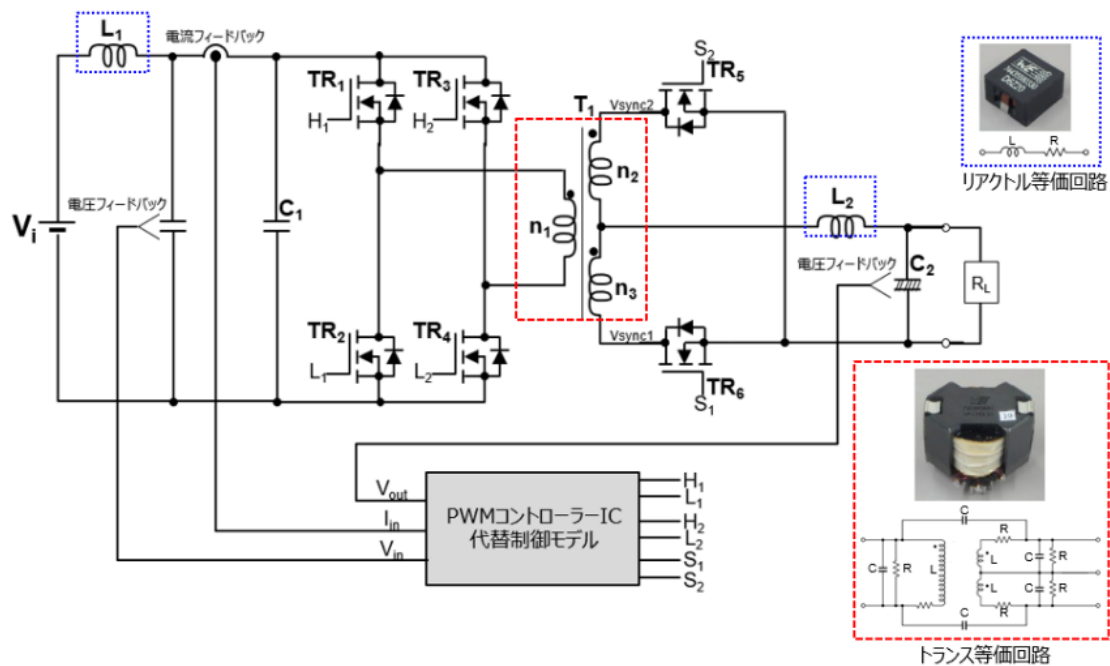 L1
電流フィードバック
TR1
TR3
H1
H2
S2
TR5
T1
Vsync2
n2
n1
n3
L2
電圧フィードバック
Vi
C1
電圧フィードバック
C2
RL
TR2
TR4
L1
L2
Vsync1
TR6
S1
L
R
リアクトル等価回路
Vout
Iin
Vin
PWMコントローラーIC
代替制御モデル
H1
L1
H2
L2
S1
S2
C
R
C
R
L
L
C
R
L
C
R
R
C
トランス等価回路